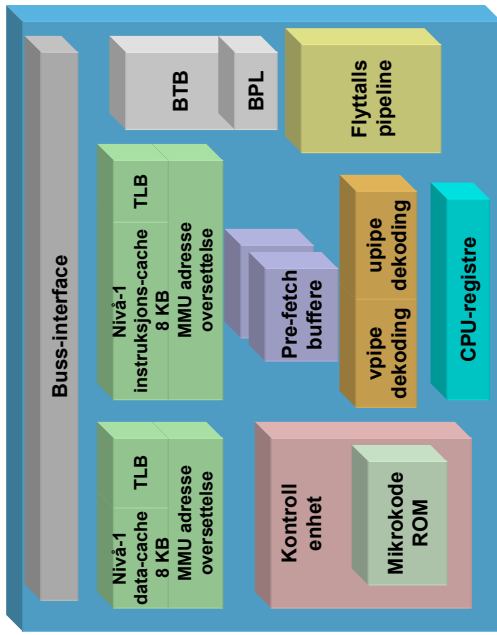 Buss-interface
Nivå-1
data-cache
8 KB
TLB
MMU adresse
oversettelse
Nivå-1
instruksjons-cache
8 KB
TLB
MMU adresse
oversettelse
BTB
BPL
Pre-fetch
buffere
Kontroll
enhet
Mikrokode
ROM
vpipe
dekoding
upipe
dekoding
Flyttalls
pipeline
CPU-registre